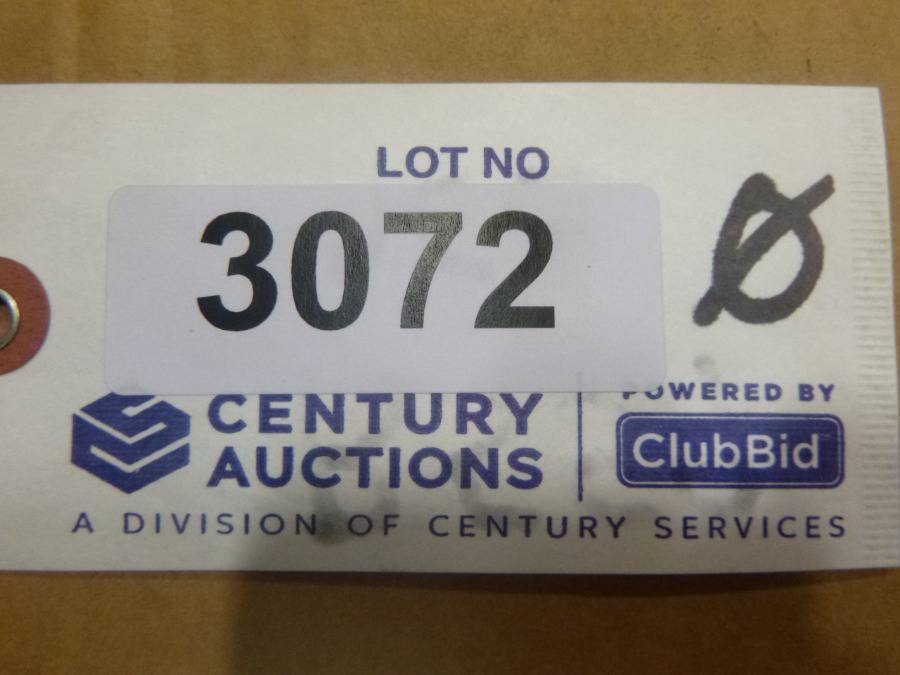 LOT NO
3072
Ø
CENTURY
AUCTIONS
POWERED BY
ClubBid
A DIVISION OF CENTURY SERVICES